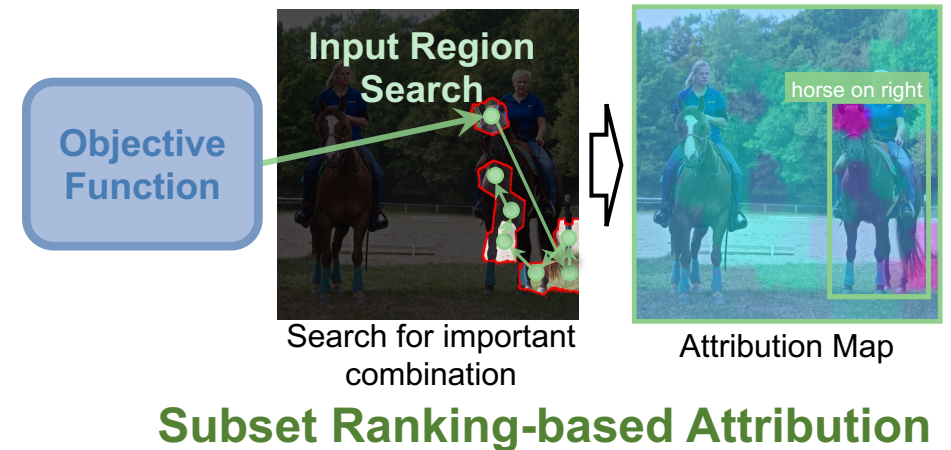 Objective
Function
Input Region
Search
horse on right
Search for important
combination
Attribution Map
Subset Ranking-based Attribution